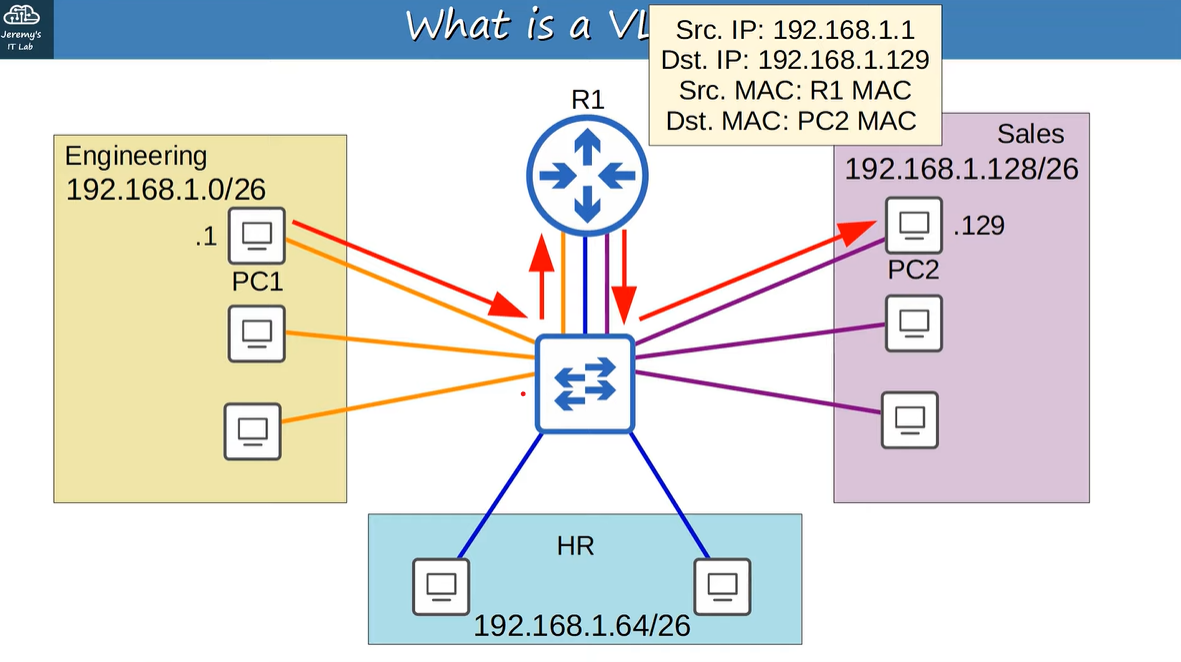 Jeremy's
IT Lab
What is a VL
Src. IP: 192.168.1.1
Dst. IP: 192.168.1.129
Src. MAC: R1 MAC
Dst. MAC: PC2 MAC
R1
Engineering
192.168.1.0/26
.1
PC1
Sales
192.168.1.128/26
.129
PC2
HR
192.168.1.64/26